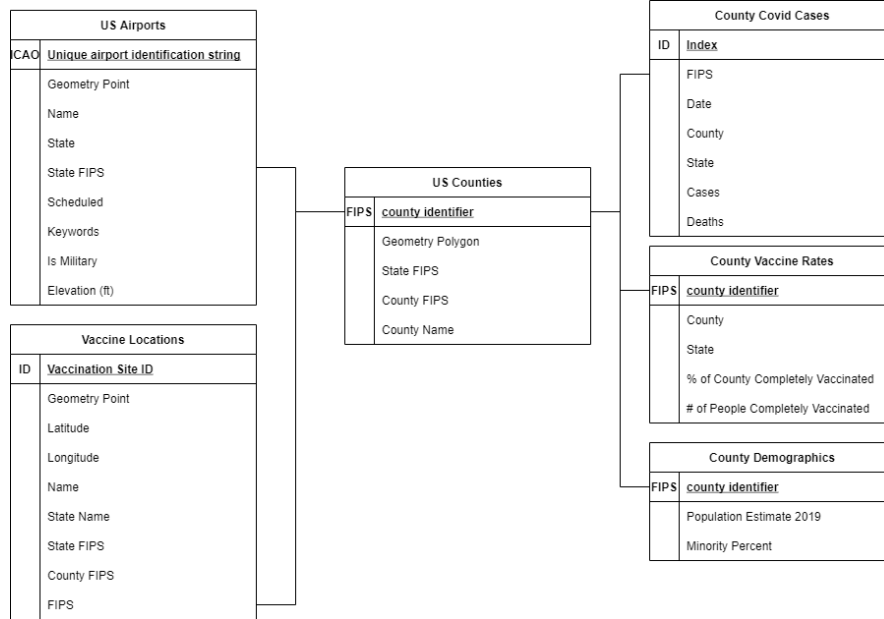 US Airports
ICAO Unique airport identification string
Geometry Point
Name
State
State FIPS
Scheduled
Keywords
Is Military
Elevation (ft)
Vaccine Locations
ID Vaccination Site ID
Geometry Point
Latitude
Longitude
Name
State Name
State FIPS
County FIPS
FIPS
US Counties
FIPS county identifier
Geometry Polygon
State FIPS
County FIPS
County Name
County Covid Cases
ID Index
FIPS
Date
County
State
Cases
Deaths
County Vaccine Rates
FIPS county identifier
County
State
% of County Completely Vaccinated
# of People Completely Vaccinated
County Demographics
FIPS county identifier
Population Estimate 2019
Minority Percent